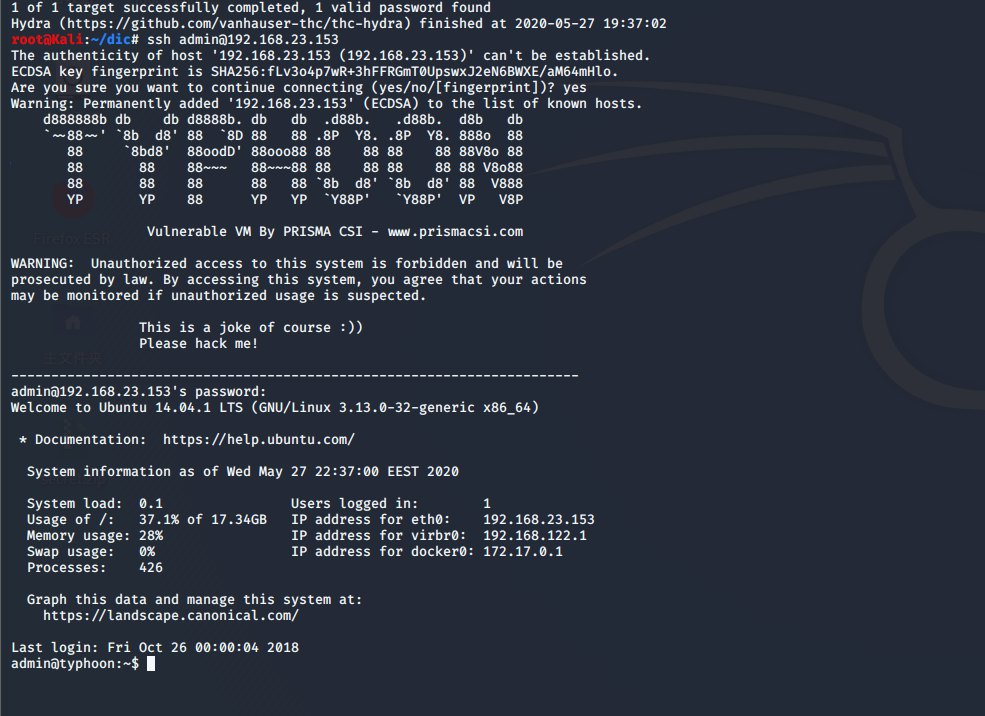 1 of 1 target successfully completed, 1 valid password found
Hydra (https://github.com/vanhauser-thc/thc-hydra) finished at 2020-05-27 19:37:02
root@Kali:~/dic# ssh admin@192.168.23.153
The authenticity of host '192.168.23.153 (192.168.23.153)' can't be established.
ECDSA key fingerprint is SHA256:fLv3o4p7wR+3hFFRGmT0UpswxJ2eN6BWXE/aM64mHlo.
Are you sure you want to continue connecting (yes/no/[fingerprint])? yes
Warning: Permanently added '192.168.23.153' (ECDSA) to the list of known hosts.
    d888888b db    db d8888b. db   db  .d88b.   .d88b.  d8b   db
    `~~88~~' `8b  d8' 88  `8D 88   88 .8P  Y8. .8P  Y8. 888o  88
       88     `8bd8'  88oodD' 88ooo88 88    88 88    88 88V8o 88
       88       88    88~~~   88~~~88 88    88 88    88 88 V8o88
       88       88    88      88   88 `8b  d8' `8b  d8' 88  V888
       YP       YP    88      YP   YP  `Y88P'   `Y88P'  VP   V8P
Vulnerable VM By PRISMA CSI - www.prismacsi.com
WARNING:  Unauthorized access to this system is forbidden and will be
prosecuted by law. By accessing this system, you agree that your actions
may be monitored if unauthorized usage is suspected.
This is a joke of course :))
Please hack me!
-----------------------------------------------------------------------
admin@192.168.23.153's password:
Welcome to Ubuntu 14.04.1 LTS (GNU/Linux 3.13.0-32-generic x86_64)
* Documentation:  https://help.ubuntu.com/
System information as of Wed May 27 22:37:00 EEST 2020
System load:  0.1                Users logged in:        1
Usage of /:   37.1% of 17.34GB   IP address for eth0:    192.168.23.153
Memory usage: 28%                IP address for virbr0:  192.168.122.1
Swap usage:   0%                 IP address for docker0: 172.17.0.1
Processes:    426
Graph this data and manage this system at:
https://landscape.canonical.com/
Last login: Fri Oct 26 00:00:04 2018
admin@typhoon:~$
Firefox ESR
主文件夹